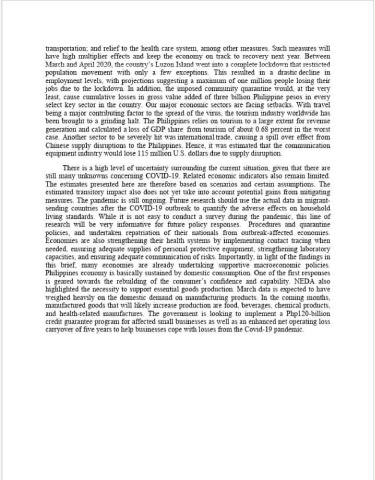 transportation; and relief to the health care system, among other measures. Such measures will
have high multiplier effects and keep the economy on track to recovery next year. Between
March and April 2020, the country's Luzon Island went into a complete lockdown that restricted
population movement with only a few exceptions. This resulted in a drastic decline in
employment levels, with projections suggesting a maximum of one million people losing their
jobs due to the lockdown. In addition, the imposed community quarantine would, at the very
least, cause cumulative losses in gross value added of three billion Philippine pesos in every
select key sector in the country. Our major economic sectors are facing setbacks. With travel
being a major contributing factor to the spread of the virus, the tourism industry worldwide has
been brought to a grinding halt. The Philippines relies on tourism to a large extent for revenue
generation and calculated a loss of GDP share from tourism of about 0.68 percent in the worst
case. Another sector to be severely hit was international trade, causing a spill over effect from
Chinese supply disruptions to the Philippines. Hence, it was estimated that the communication
equipment industry would lose 115 million U.S. dollars due to supply disruption.
There is a high level of uncertainty surrounding the current situation, given that there are
still many unknowns concerning COVID-19. Related economic indicators also remain limited.
The estimates presented here are therefore based on scenarios and certain assumptions. The
estimated transitory impact also does not yet take into account potential gains from mitigating
measures. The pandemic is still ongoing. Future research should use the actual data in migrant-
sending countries after the COVID-19 outbreak to quantify the adverse effects on household
living standards. While it is not easy to conduct a survey during the pandemic, this line of
research will be very informative for future policy responses. Procedures and quarantine
policies, and undertaken repatriation of their nationals from outbreak-affected economies.
Economies are also strengthening their health systems by implementing contact tracing when
needed, ensuring adequate supplies of personal protective equipment, strengthening laboratory
capacities, and ensuring adequate communication of risks. Importantly, in light of the findings in
this brief, many economies are already undertaking supportive macroeconomic policies.
Philippines economy is basically sustained by domestic consumption. One of the first responses
is geared towards the rebuilding of the consumer's confidence and capability. NEDA also
highlighted the necessity to support essential goods production. March data is expected to have
weighed heavily on the domestic demand on manufacturing products. In the coming months,
manufactured goods that will likely increase production are food, beverages, chemical products,
and health-related manufactures. The government is looking to implement a Php120-billion
credit guarantee program for affected small businesses as well as an enhanced net operating loss
carryover of five years to help businesses cope with losses from the Covid-19 pandemic.